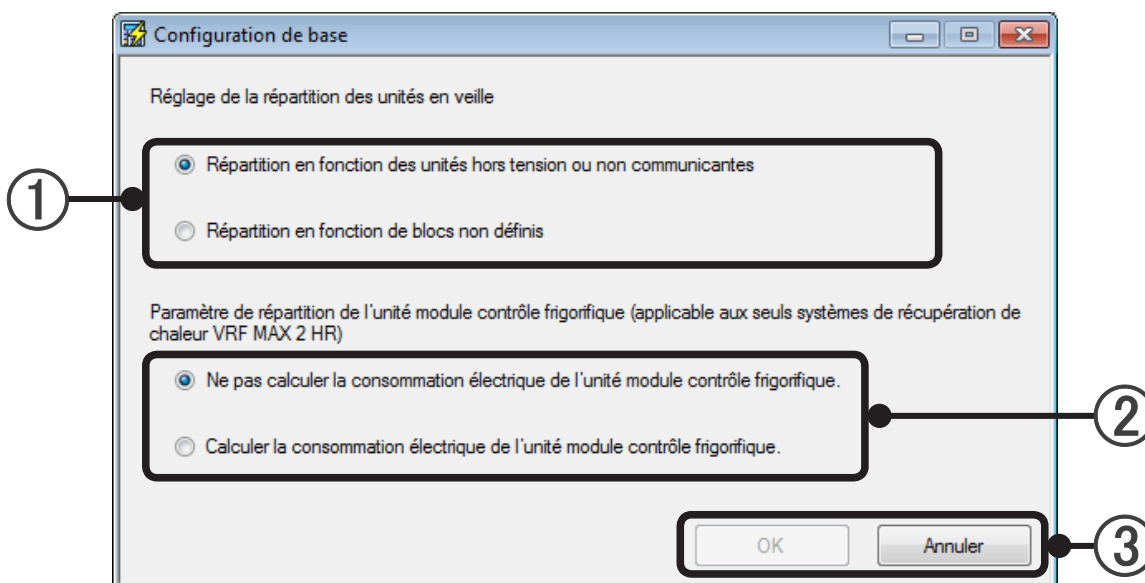 Configuration de base
Réglage de la répartition des unités en veille
Répartition en fonction des unités hors tension ou non communicantes
1
Répartition en fonction de blocs non définis
Paramètre de répartition de l'unité module contrôle frigorifique (applicable aux seuls systèmes de récupération de
chaleur VRF MAX 2 HR)
Ne pas calculer la consommation électrique de l'unité module contrôle frigorifique.
2
Calculer la consommation électrique de l'unité module contrôle frigorifique.
OK Annuler 3